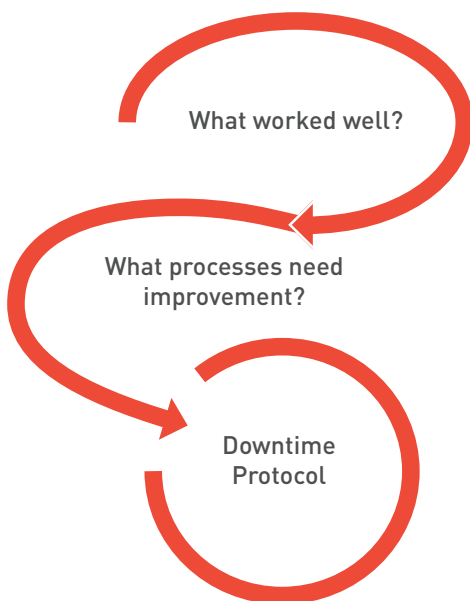 What worked well?
What processes need
improvement?
Downtime
Protocol